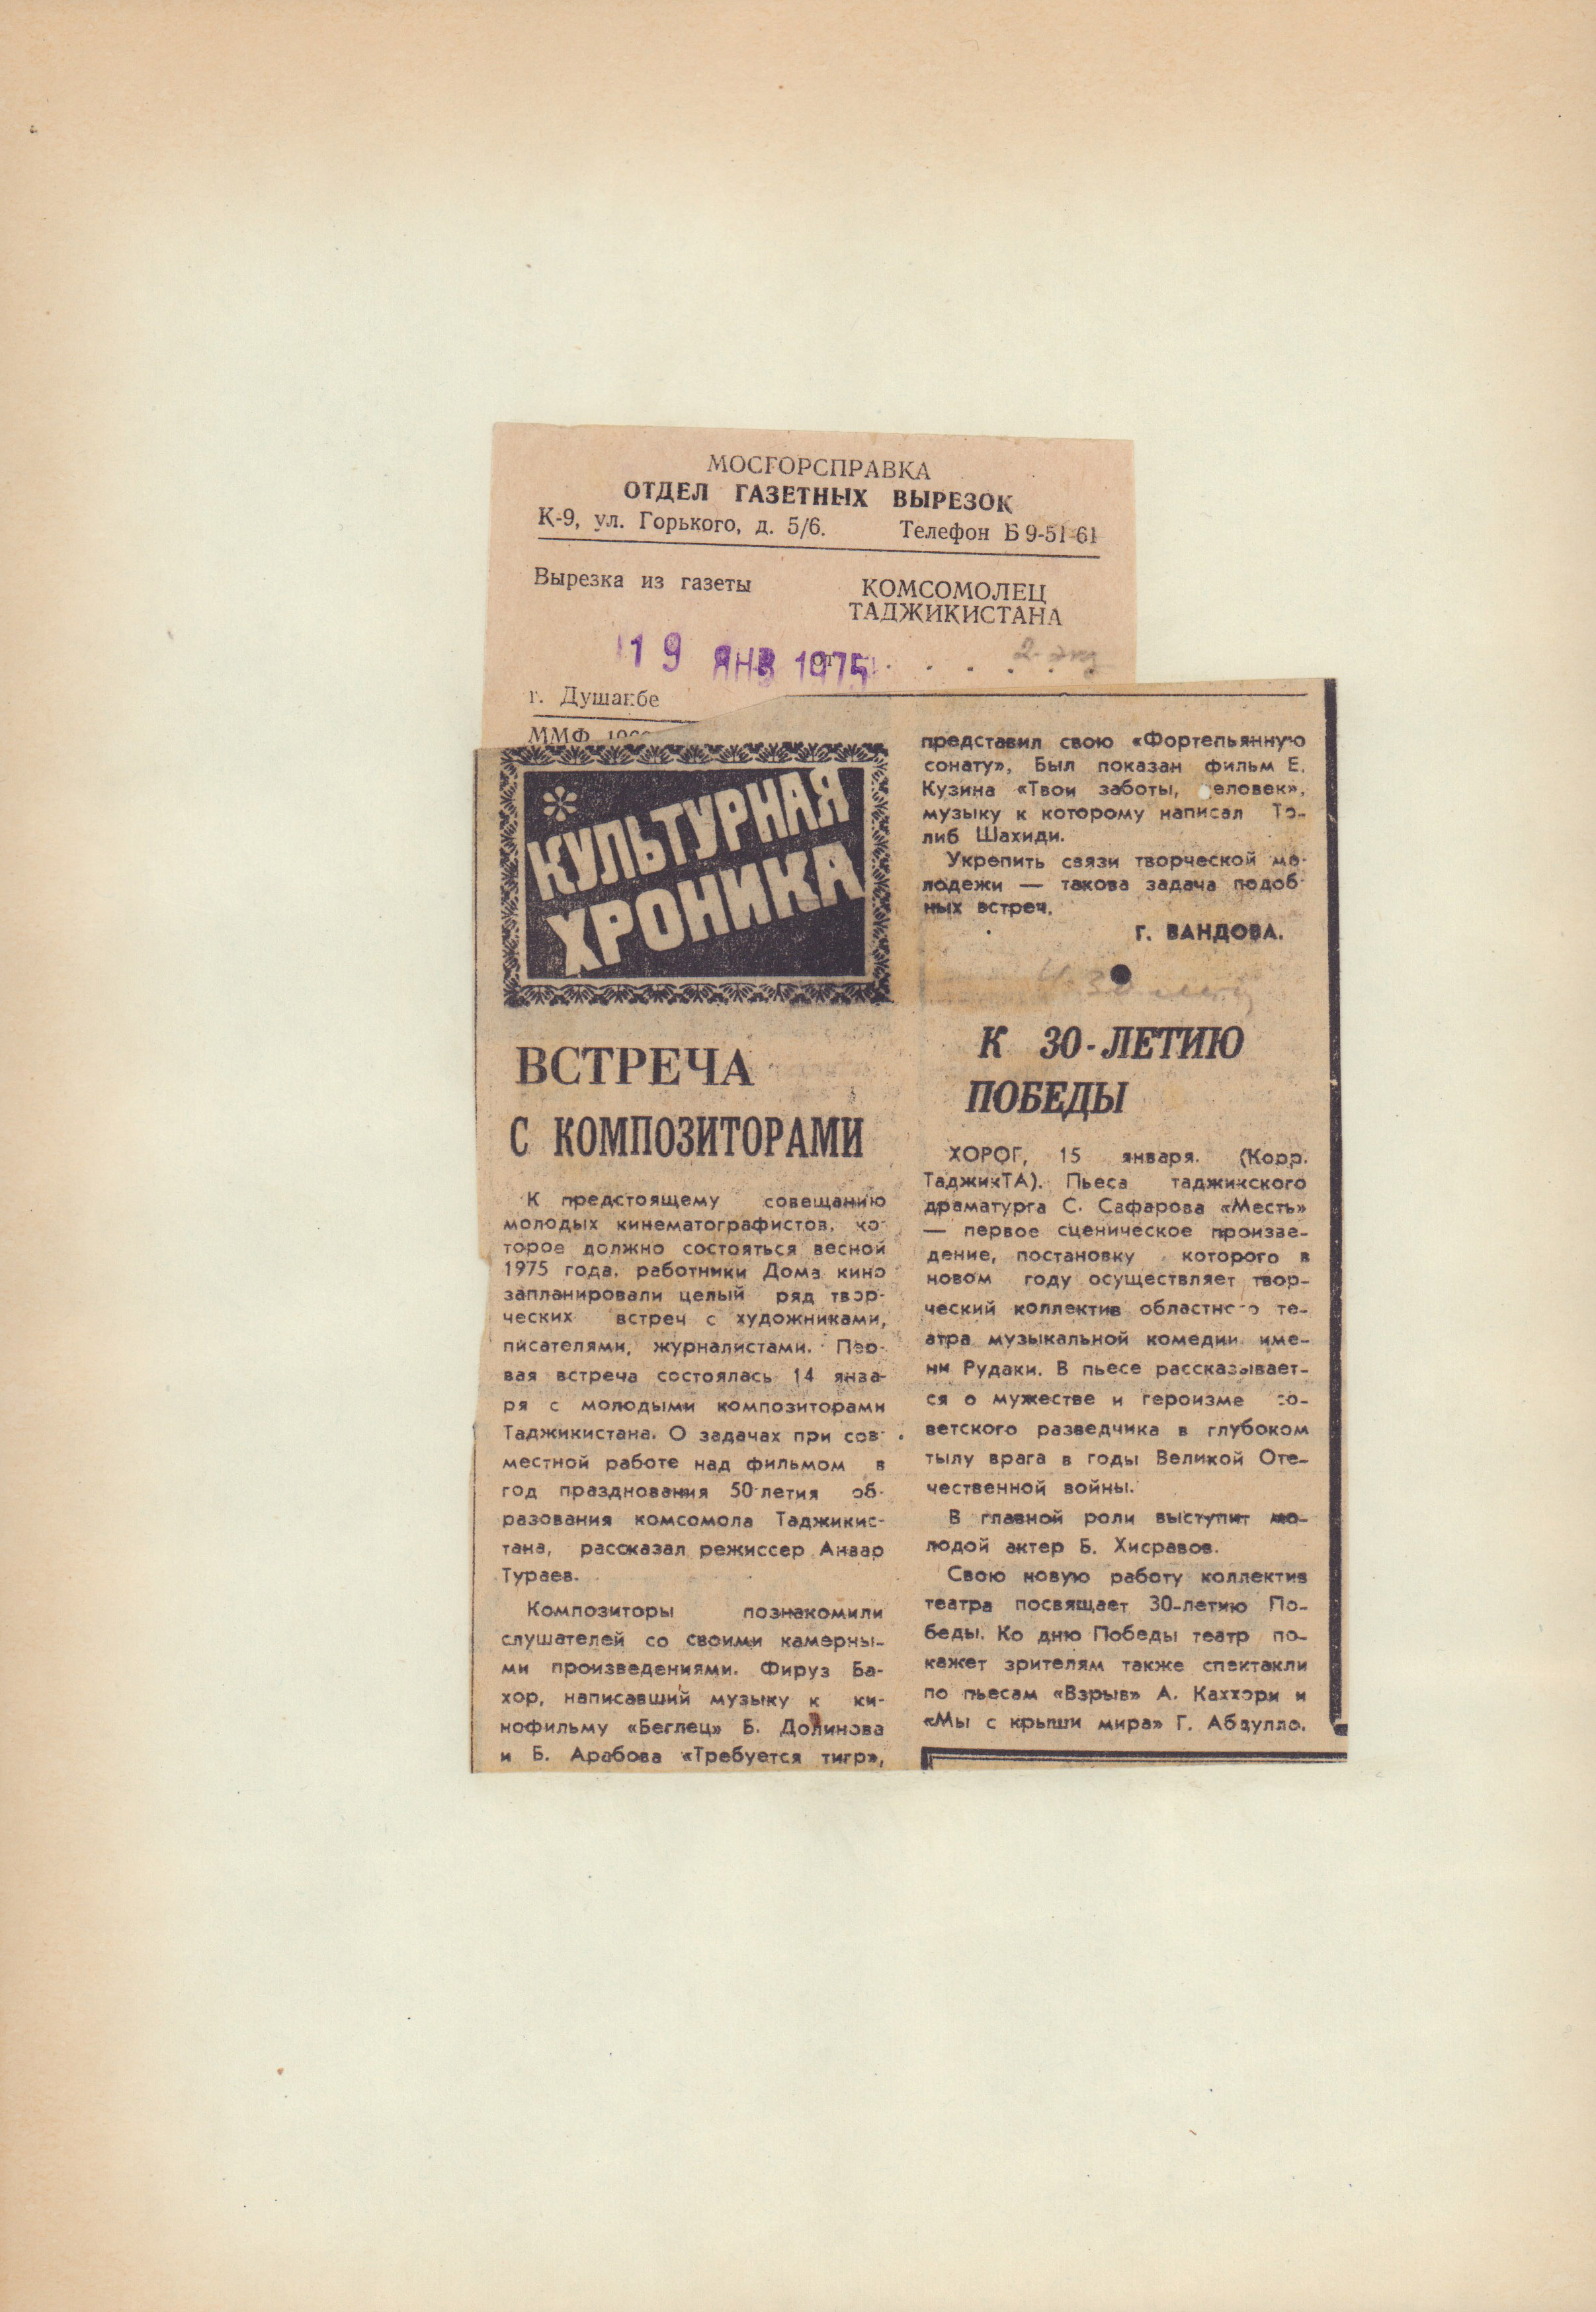 МОСГОРСПРАВКА
ОТДЕЛ ГАЗЕТНЫХ ВЫРЕЗОК
К-9, ул. Горького, д. 5/6. Телефон Б 9-51-61
Вырезка из газеты
КОМСОМОЛЕЦ
ТАДЖИКИСТАНА
19 ЯНВ 1975
от . . . . .
г. Душанбе
ММФ
КУЛЬТУРНАЯ
ХРОНИКА
ВСТРЕЧА
С КОМПОЗИТОРАМИ
К предстоящему совещанию
молодых кинематографистов, ко-
торое должно состояться весной
1975 года, работники Дома кино
запланировали целый ряд твор-
ческих встреч с художниками,
писателями, журналистами. Пер-
вая встреча состоялась 14 янва-
ря с молодыми композиторами
Таджикистана. О задачах при сов-
местной работе над фильмом в
год празднования 50-летия об-
разования комсомола Таджикис-
тана, рассказал режиссер Анвар
Тураев.
Композиторы познакомили
слушателей со своими камерны-
ми произведениями. Фируз Ба-
хор, написавший музыку к ки-
нофильму «Беглец» Б. Долинова
и Б. Арабова «Требуется тигр»,
представил свою «Фортепьянную
сонату». Был показан фильм Е.
Кузина «Твои заботы, еловек»,
музыку к которому написал То-
либ Шахиди.
Укрепить связи творческой мо-
лодежи — такова задача подоб-
ных встреч.
Г. ВАНДОВА.
К 30-ЛЕТИЮ
ПОБЕДЫ
ХОРОГ, 15 января. (Корр.
ТаджикТА). Пьеса таджикского
драматурга С. Сафарова «Месть»
— первое сценическое произве-
дение, постановку которого в
новом году осуществляет твор-
ческий коллектив областного те-
атра музыкальной комедии име-
ни Рудаки. В пьесе рассказывает-
ся о мужестве и героизме со-
ветского разведчика в глубоком
тылу врага в годы Великой Оте-
чественной войны.
В главной роли выступит мо-
лодой актер Б. Хисравов.
Свою новую работу коллектив
театра посвящает 30-летию По-
беды. Ко дню Победы театр по-
кажет зрителям также спектакли
по пьесам «Взрыв» А. Каххори и
«Мы с крыши мира» Г. Абдулло.